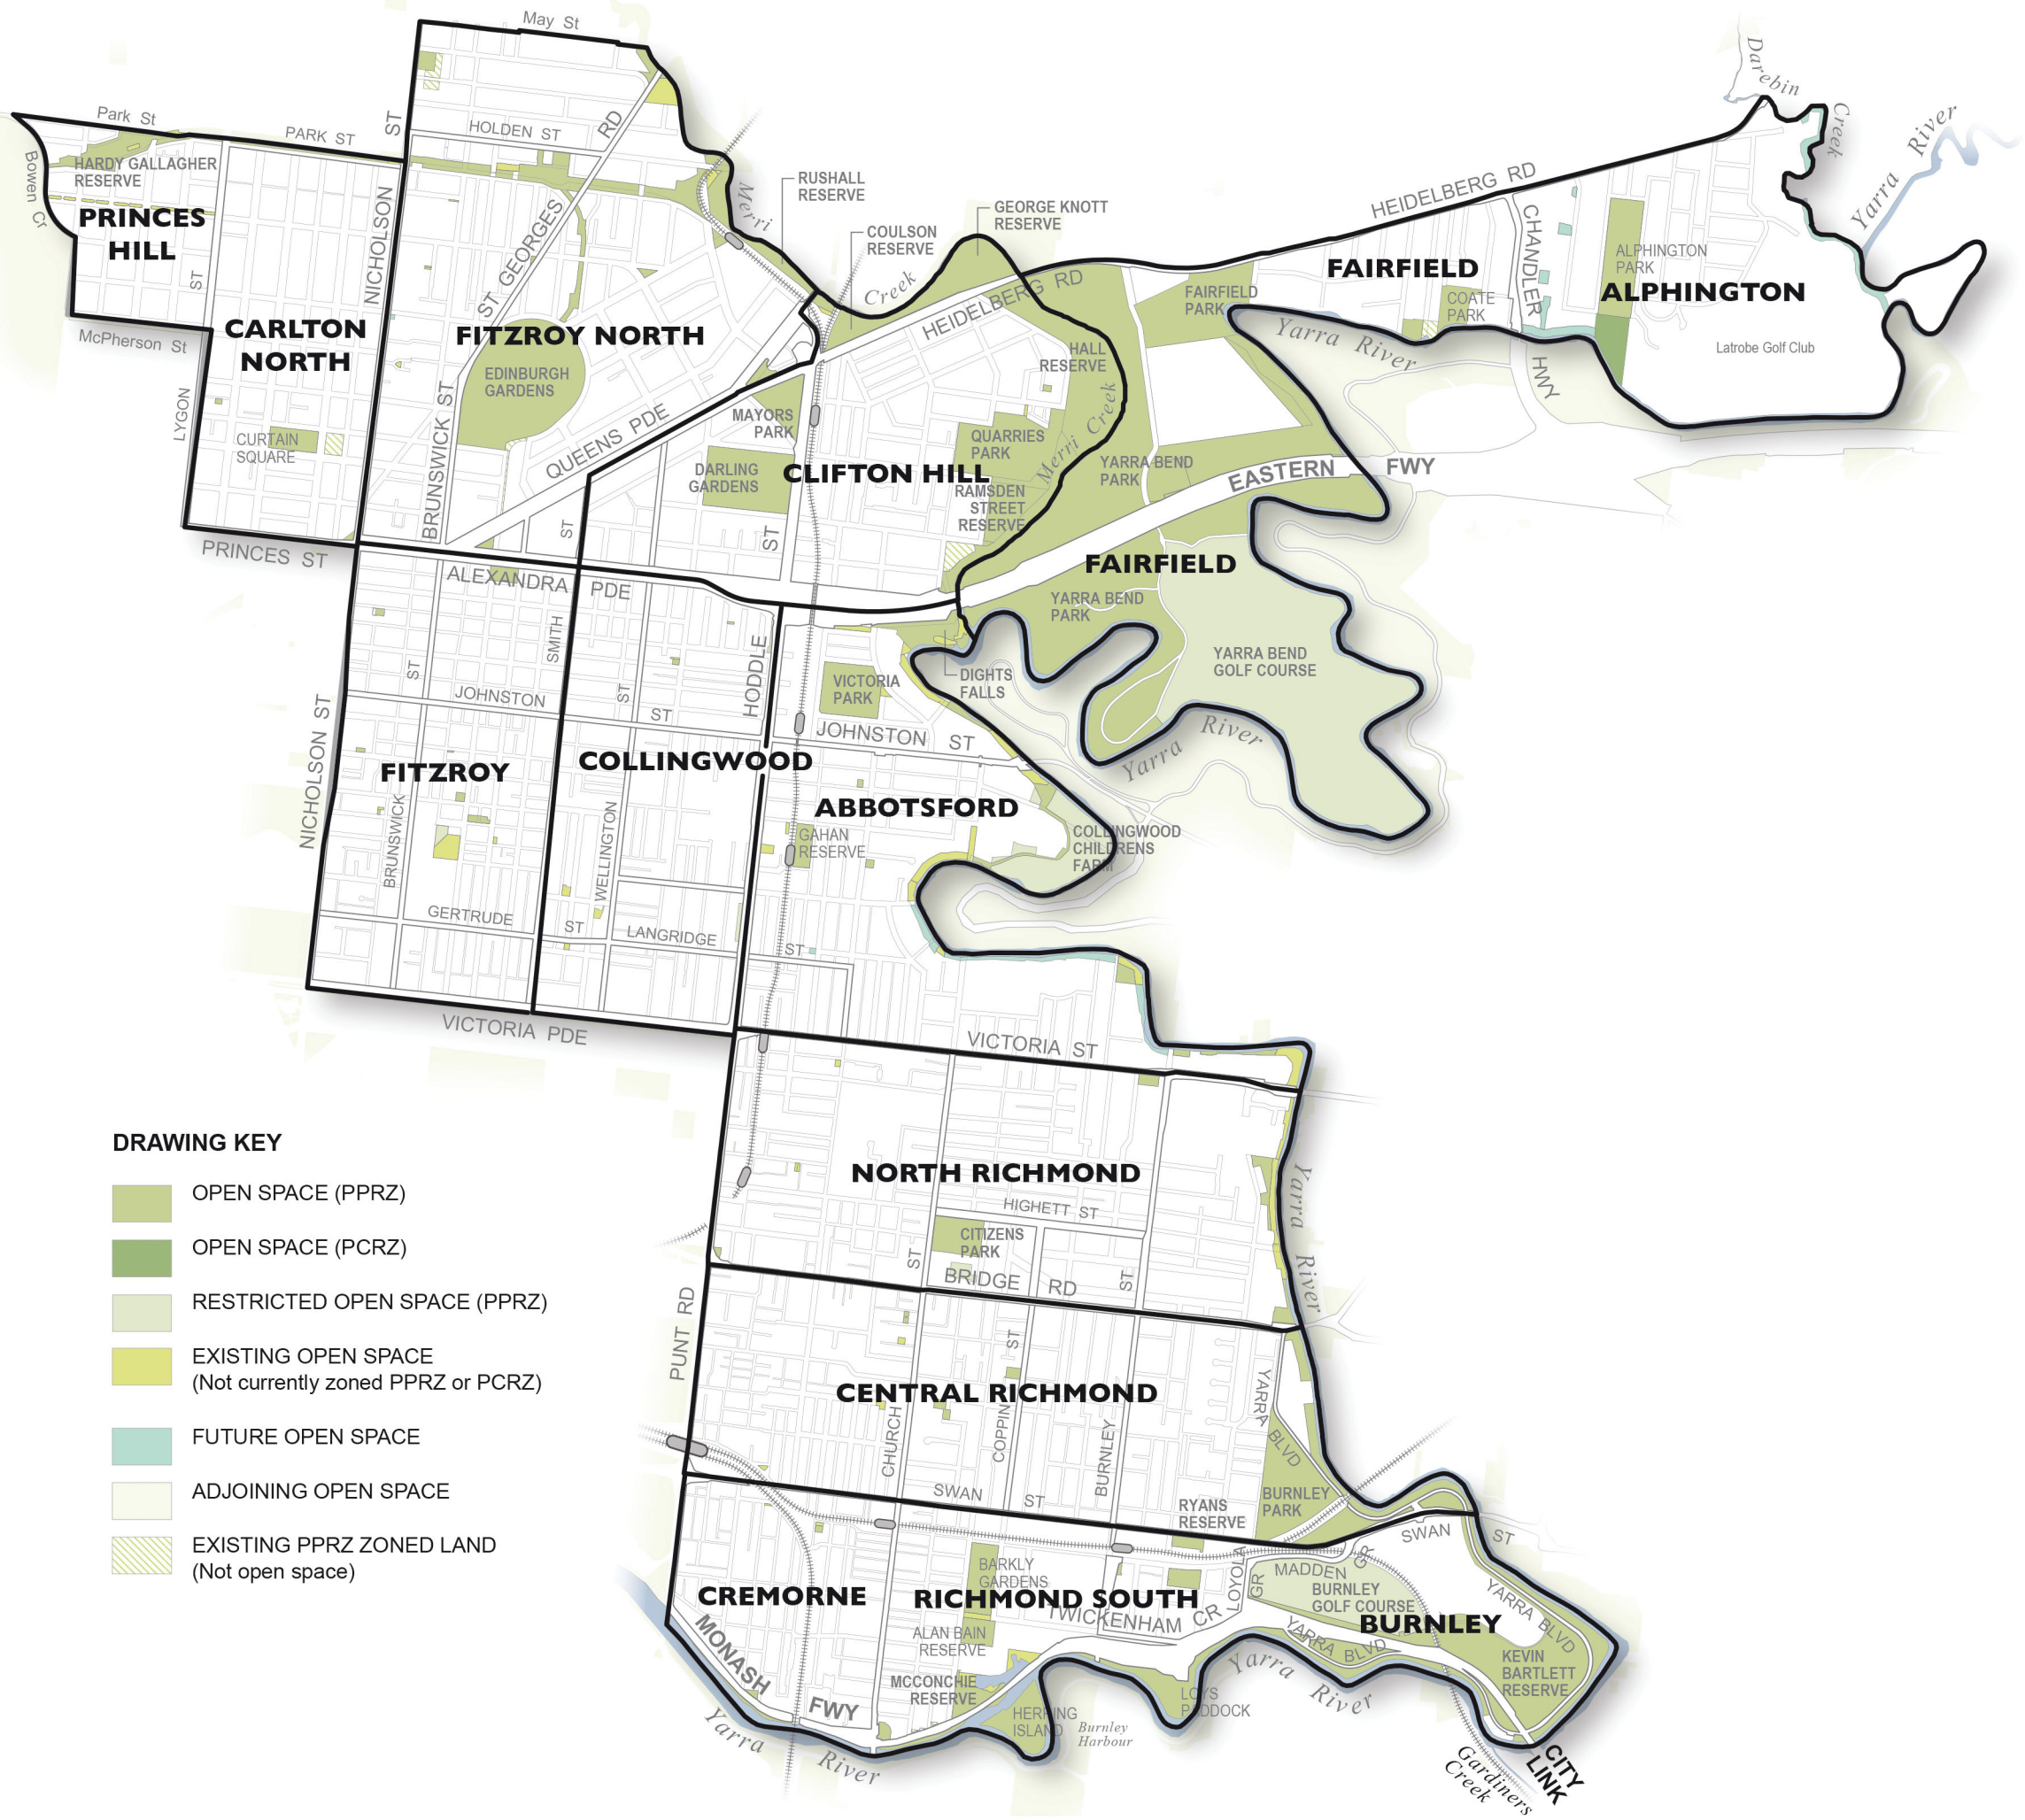 May St
Park St
PARK ST
ST
HOLDEN ST
RD
Bowen Cr
HARDY GALLAGHER
RESERVE
PRINCES
HILL
ST
NICHOLSON
ST GEORGES
Merri
RUSHALL
RESERVE
COULSON
RESERVE
GEORGE KNOTT
RESERVE
Creek
HEIDELBERG RD
HEIDELBERG RD
Darebin
Creek
Yarra River
CHANDLER
HWY
FAIRFIELD
ALPHINGTON
PARK
ALPHINGTON
COATE
PARK
FAIRFIELD
PARK
Yarra River
Latrobe Golf Club
McPherson St
CARLTON
NORTH
FITZROY NORTH
EDINBURGH
GARDENS
LYGON
CURTAIN
SQUARE
BRUNSWICK ST
QUEENS PDE
MAYORS
PARK
DARLING
GARDENS
CLIFTON HILL
HALL
RESERVE
QUARRIES
PARK
Merri Creek
RAMSDEN
STREET
RESERVE
YARRA BEND
PARK
EASTERN FWY
ST
ST
PRINCES ST
ALEXANDRA PDE
FAIRFIELD
YARRA BEND
PARK
YARRA BEND
GOLF COURSE
Yarra River
SMITH
ST
ST
HODDLE
VICTORIA
PARK
DIGHTS
FALLS
JOHNSTON
ST
JOHNSTON ST
NICHOLSON ST
FITZROY
COLLINGWOOD
ABBOTSFORD
BRUNSWICK
WELLINGTON
GAHAN
RESERVE
COLLINGWOOD
CHILDRENS
FARM
GERTRUDE
ST
LANGRIDGE
ST
VICTORIA PDE
VICTORIA ST
DRAWING KEY
OPEN SPACE (PPRZ)
OPEN SPACE (PCRZ)
RESTRICTED OPEN SPACE (PPRZ)
EXISTING OPEN SPACE
(Not currently zoned PPRZ or PCRZ)
FUTURE OPEN SPACE
ADJOINING OPEN SPACE
EXISTING PPRZ ZONED LAND
(Not open space)
NORTH RICHMOND
HIGHETT ST
CITIZENS
PARK
ST
BRIDGE RD
ST
Yarra River
PUNT RD
CENTRAL RICHMOND
CHURCH
COPPIN
ST
BURNLEY
YARRA BLVD
SWAN ST
RYANS
RESERVE
BURNLEY
PARK
SWAN ST
BARKLY
GARDENS
CREMORNE
RICHMOND SOUTH
TWICKENHAM CR
LOYOLA
GR
MADDEN
GR
BURNLEY
GOLF COURSE
BURNLEY
YARRA BLVD
YARRA BLVD
ALAN BAIN
RESERVE
MCCONCHIE
RESERVE
KEVIN
BARTLETT
RESERVE
MONASH
FWY
HERRING
ISLAND
Burnley
Harbour
LOYS
PADDOCK
Yarra River
Yarra River
Gardiners
Creek
CITY
LINK